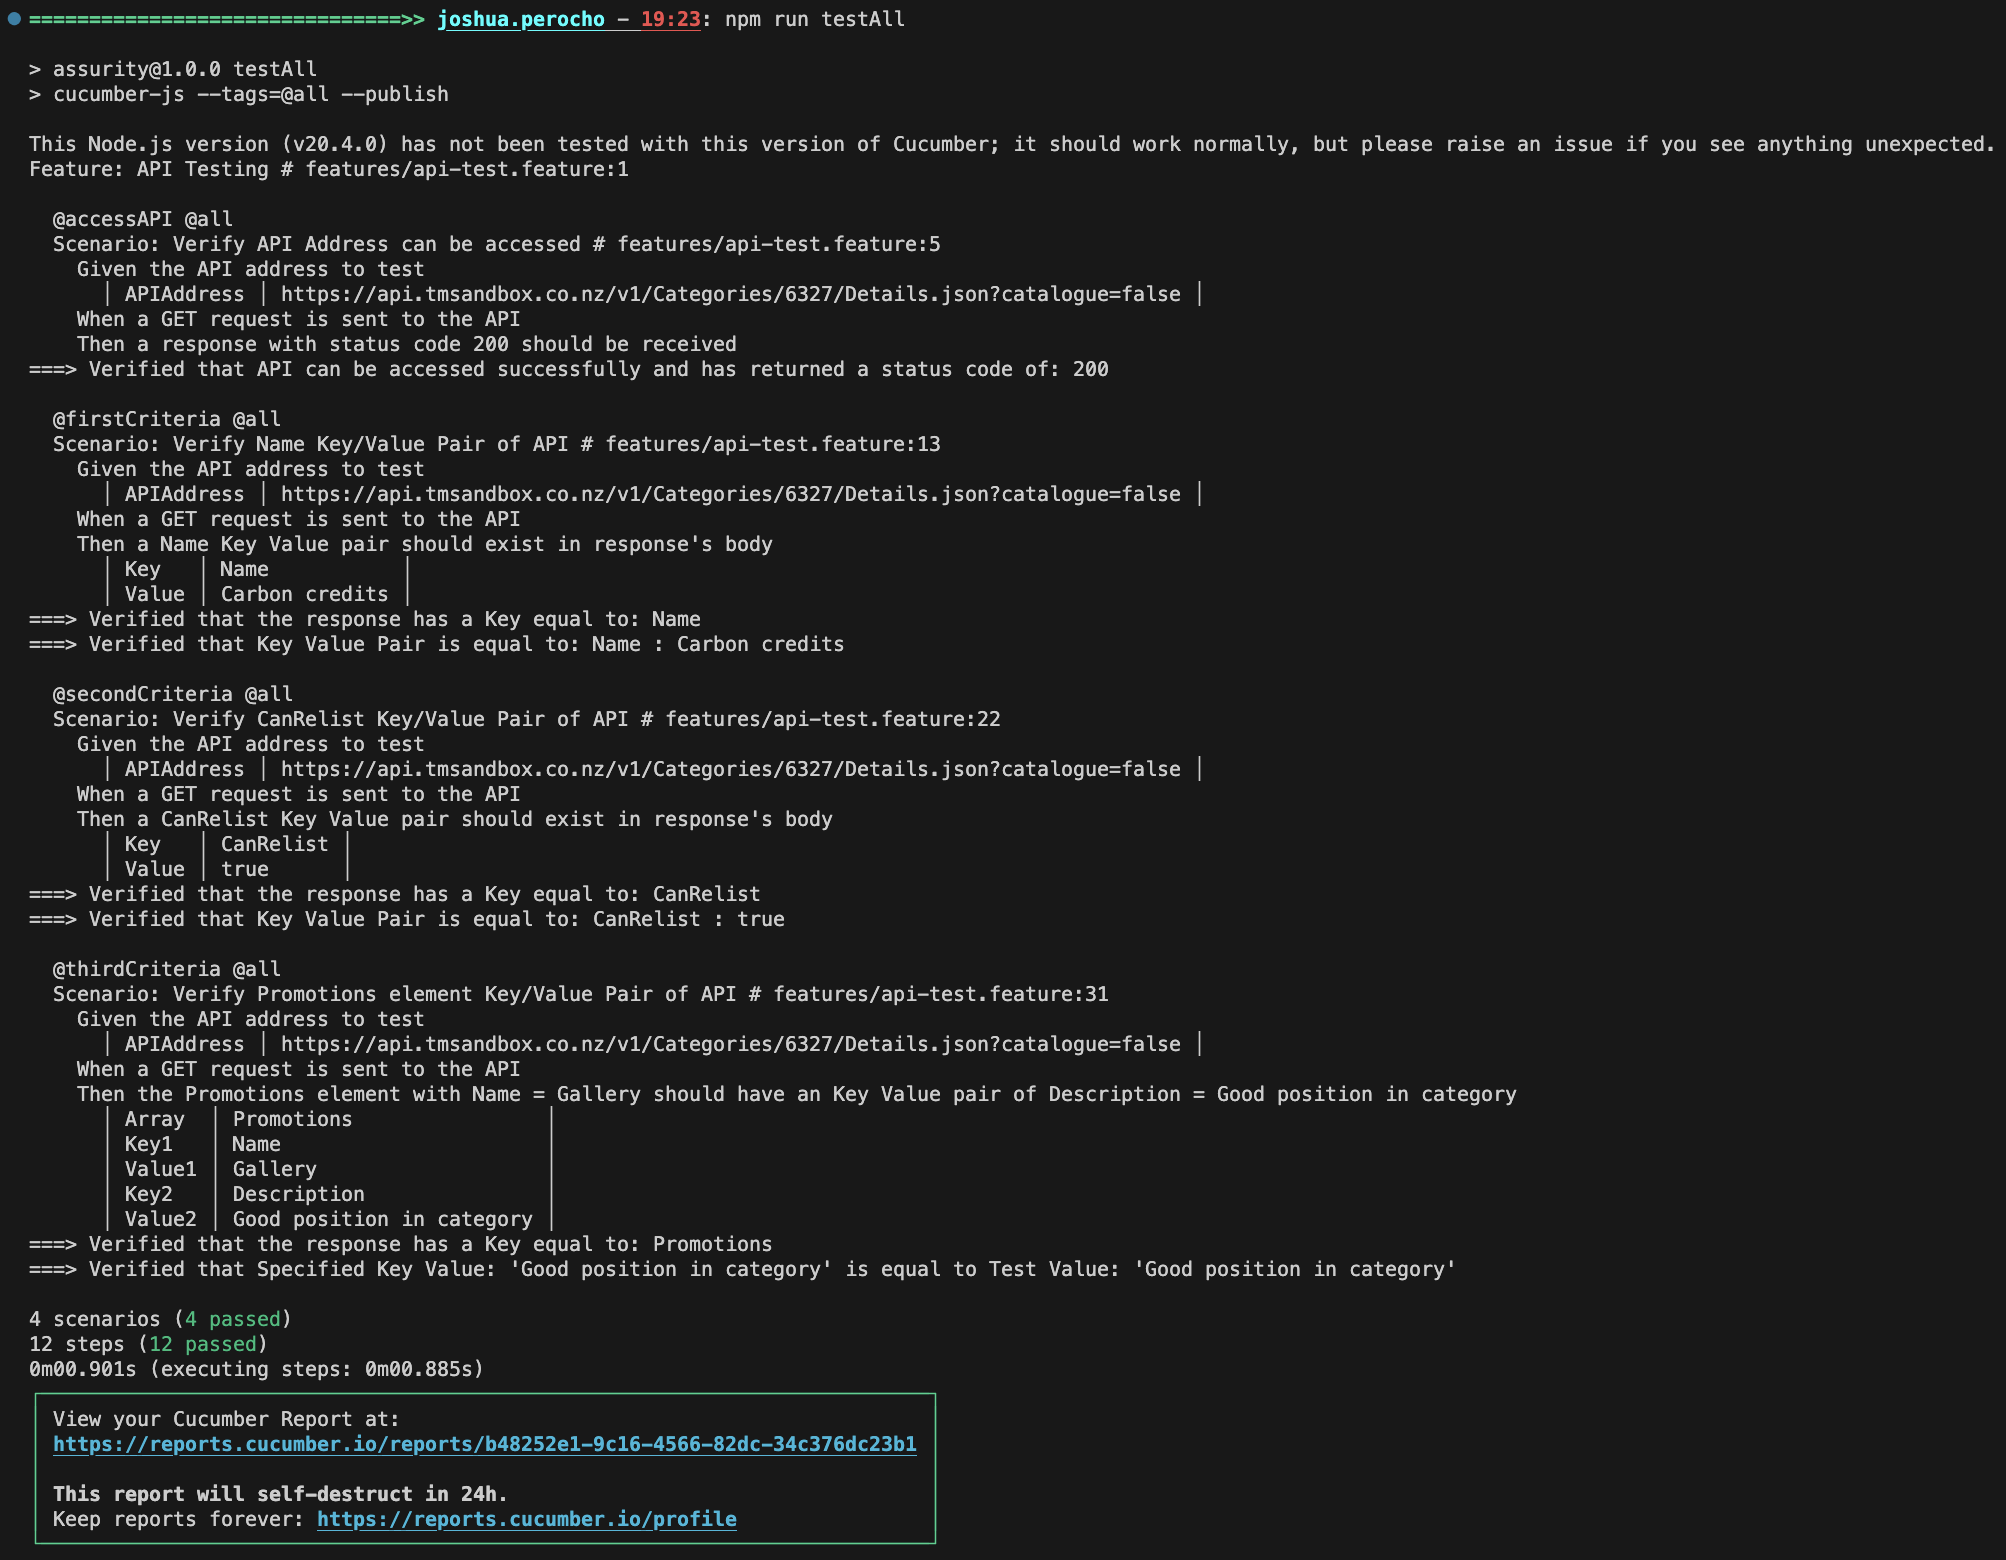 ==============================>> joshua.perocho - 19:23: npm run testAll
> assurity@1.0.0 testAll
> cucumber-js --tags=@all --publish
This Node.js version (v20.4.0) has not been tested with this version of Cucumber; it should work normally, but please raise an issue if you see anything unexpected.
Feature: API Testing # features/api-test.feature:1
@accessAPI @all
Scenario: Verify API Address can be accessed # features/api-test.feature:5
Given the API address to test
│ APIAddress │ https://api.tmsandbox.co.nz/v1/Categories/6327/Details.json?catalogue=false │
When a GET request is sent to the API
Then a response with status code 200 should be received
===> Verified that API can be accessed successfully and has returned a status code of: 200
@firstCriteria @all
Scenario: Verify Name Key/Value Pair of API # features/api-test.feature:13
Given the API address to test
│ APIAddress │ https://api.tmsandbox.co.nz/v1/Categories/6327/Details.json?catalogue=false │
When a GET request is sent to the API
Then a Name Key Value pair should exist in response's body
│ Key │ Name │
│ Value │ Carbon credits │
===> Verified that the response has a Key equal to: Name
===> Verified that Key Value Pair is equal to: Name : Carbon credits
@secondCriteria @all
Scenario: Verify CanRelist Key/Value Pair of API # features/api-test.feature:22
Given the API address to test
│ APIAddress │ https://api.tmsandbox.co.nz/v1/Categories/6327/Details.json?catalogue=false │
When a GET request is sent to the API
Then a CanRelist Key Value pair should exist in response's body
│ Key │ CanRelist │
│ Value │ true │
===> Verified that the response has a Key equal to: CanRelist
===> Verified that Key Value Pair is equal to: CanRelist : true
@thirdCriteria @all
Scenario: Verify Promotions element Key/Value Pair of API # features/api-test.feature:31
Given the API address to test
│ APIAddress │ https://api.tmsandbox.co.nz/v1/Categories/6327/Details.json?catalogue=false │
When a GET request is sent to the API
Then the Promotions element with Name = Gallery should have an Key Value pair of Description = Good position in category
│ Array │ Promotions │
│ Key1 │ Name │
│ Value1 │ Gallery │
│ Key2 │ Description │
│ Value2 │ Good position in category │
===> Verified that the response has a Key equal to: Promotions
===> Verified that Specified Key Value: 'Good position in category' is equal to Test Value: 'Good position in category'
4 scenarios (4 passed)
12 steps (12 passed)
0m00.901s (executing steps: 0m00.885s)
View your Cucumber Report at:
https://reports.cucumber.io/reports/b48252e1-9c16-4566-82dc-34c376dc23b1
This report will self-destruct in 24h.
Keep reports forever: https://reports.cucumber.io/profile